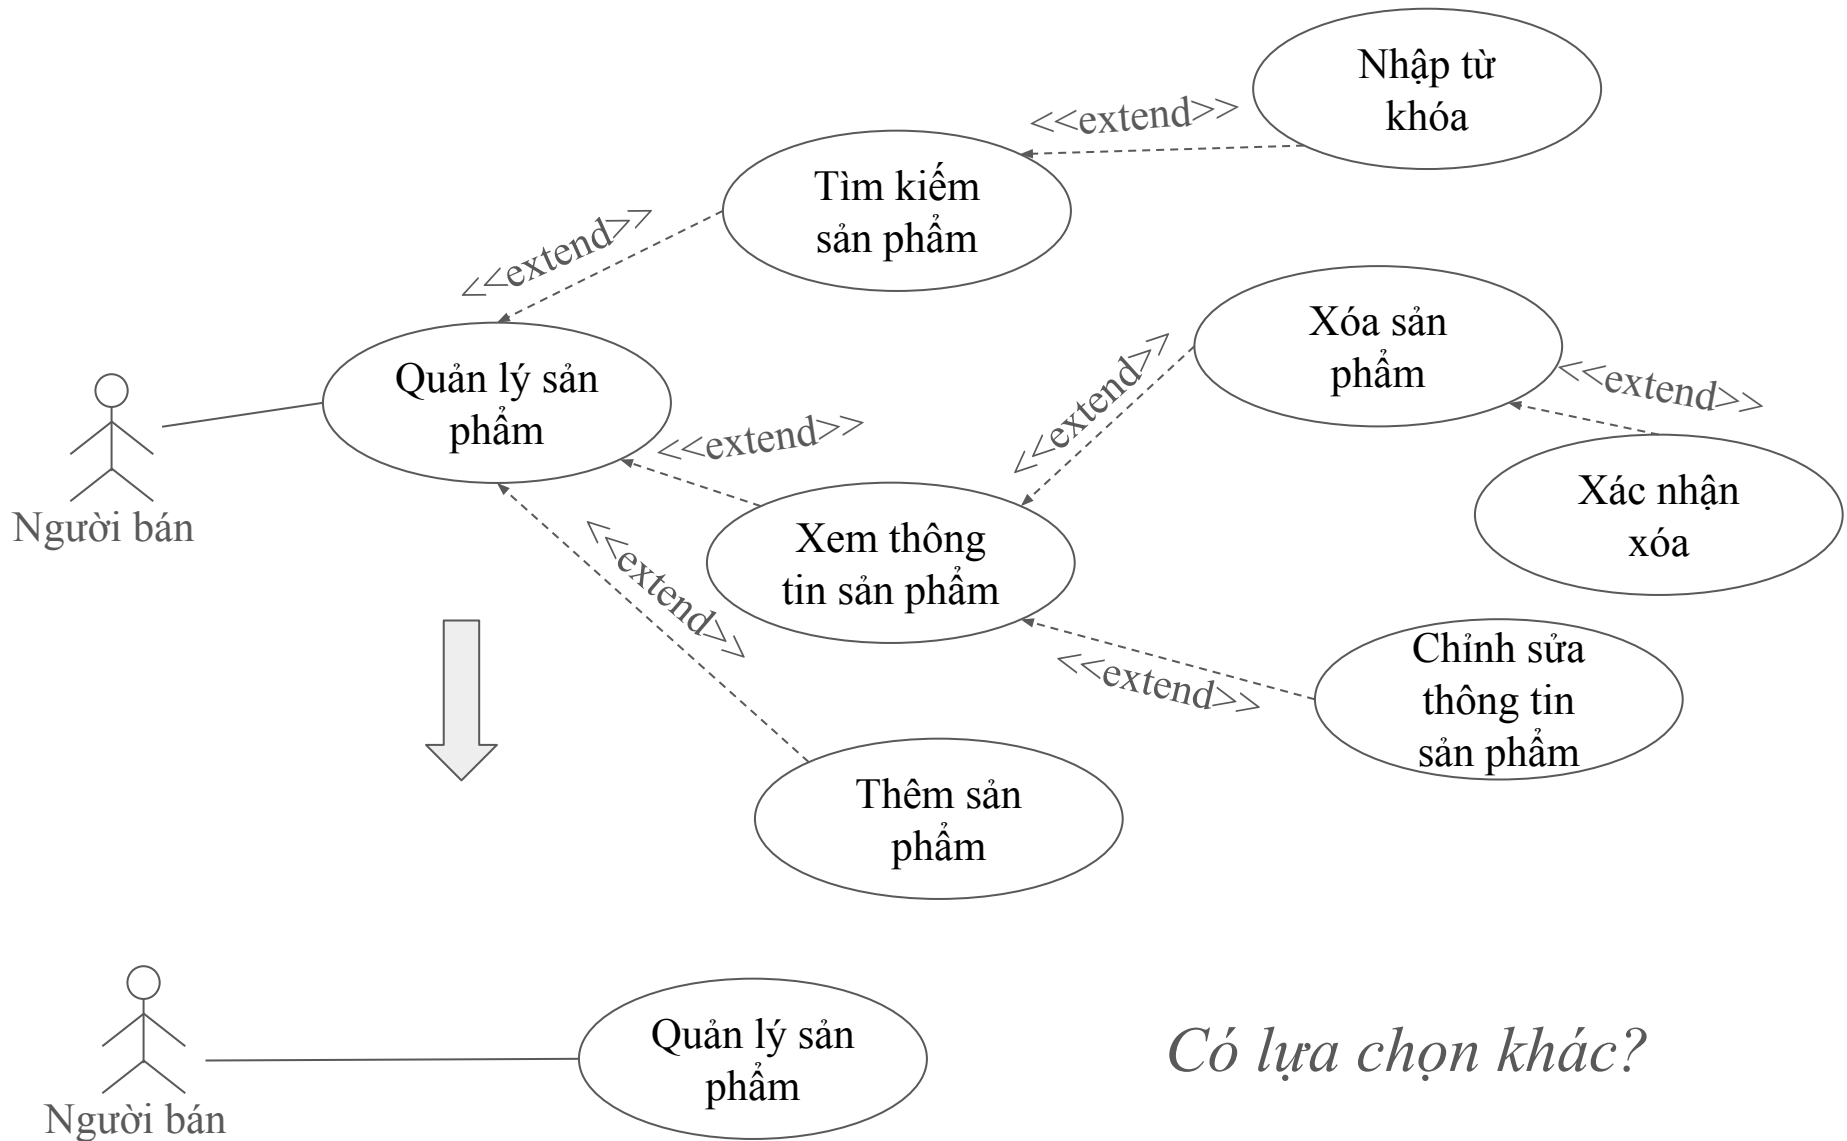 Nhập từ
khóa
<<extend>>
Tìm kiếm
sản phẩm
<<extend>>
Xóa sản
phẩm
<<extend>>
<<extend>>
Quản lý sản
phẩm
<<extend>>
Xác nhận
xóa
Người bán
Xem thông
tin sản phẩm
<<extend>>
<<extend>>
Chỉnh sửa
thông tin
sản phẩm
Thêm sản
phẩm
Quản lý sản
phẩm
Có lựa chọn khác?
Người bán